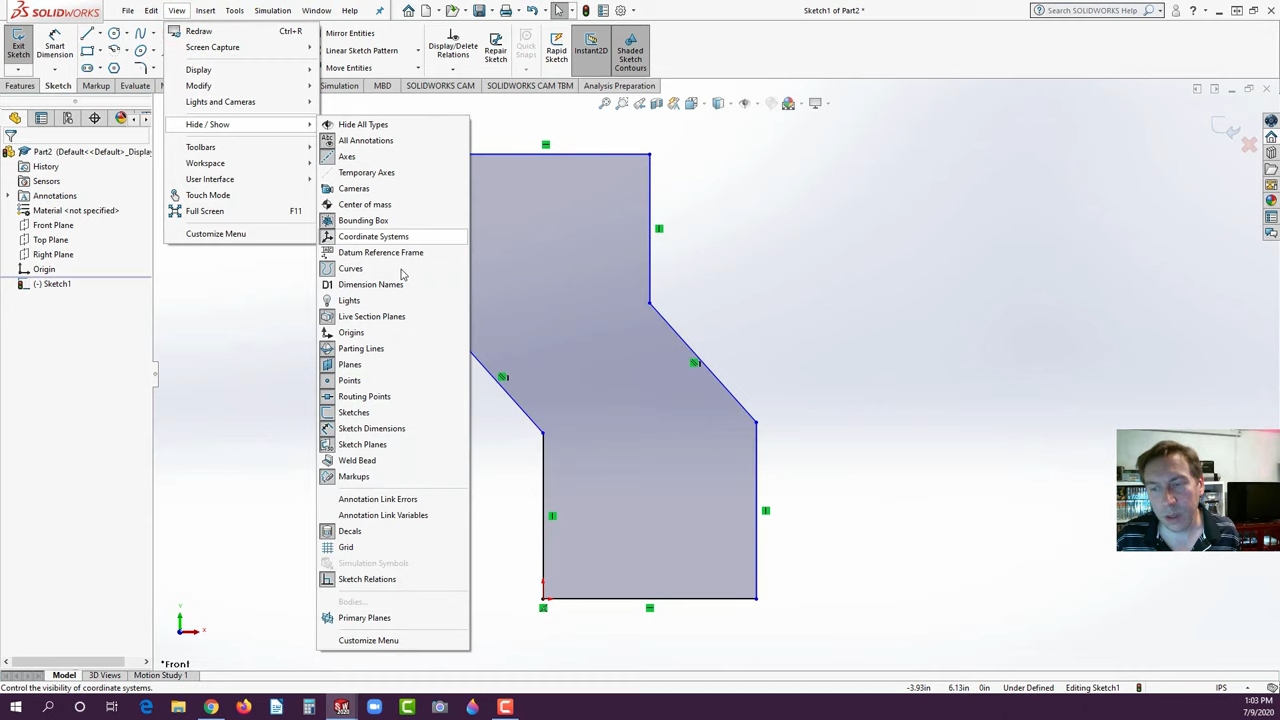 SOLIDWORKS
File
Edit
View
Insert
Tools
Simulation
Window
Help
Sketch1 of Part2 *
Search SOLIDWORKS Help
Exit Sketch
Smart Dimension
Mirror Entities
Linear Sketch Pattern
Move Entities
Display/Delete Relations
Repair Sketch
Quick Snaps
Rapid Sketch
Instant2D
Shaded Sketch Contours
Features
Sketch
Markup
Evaluate
Simulation
MBD
SOLIDWORKS CAM
SOLIDWORKS CAM TBM
Analysis Preparation
Redraw Ctrl+R
Screen Capture
Display
Modify
Lights and Cameras
Hide / Show
Toolbars
Workspace
User Interface
Touch Mode
Full Screen F11
Customize Menu
Hide All Types
All Annotations
Axes
Temporary Axes
Cameras
Center of mass
Bounding Box
Coordinate Systems
Datum Reference Frame
Curves
Dimension Names
Lights
Live Section Planes
Origins
Parting Lines
Planes
Points
Routing Points
Sketches
Sketch Dimensions
Sketch Planes
Weld Bead
Markups
Annotation Link Errors
Annotation Link Variables
Decals
Grid
Simulation Symbols
Sketch Relations
Bodies...
Primary Planes
Customize Menu
Part2 (Default<<Default>_Display
History
Sensors
Annotations
Material <not specified>
Front Plane
Top Plane
Right Plane
Origin
(-) Sketch1
Y
X
*Front
Model
3D Views
Motion Study 1
Control the visibility of coordinate systems.
-3.93in
6.13in
0in
Under Defined
Editing Sketch1
IPS
1:03 PM
7/9/2020